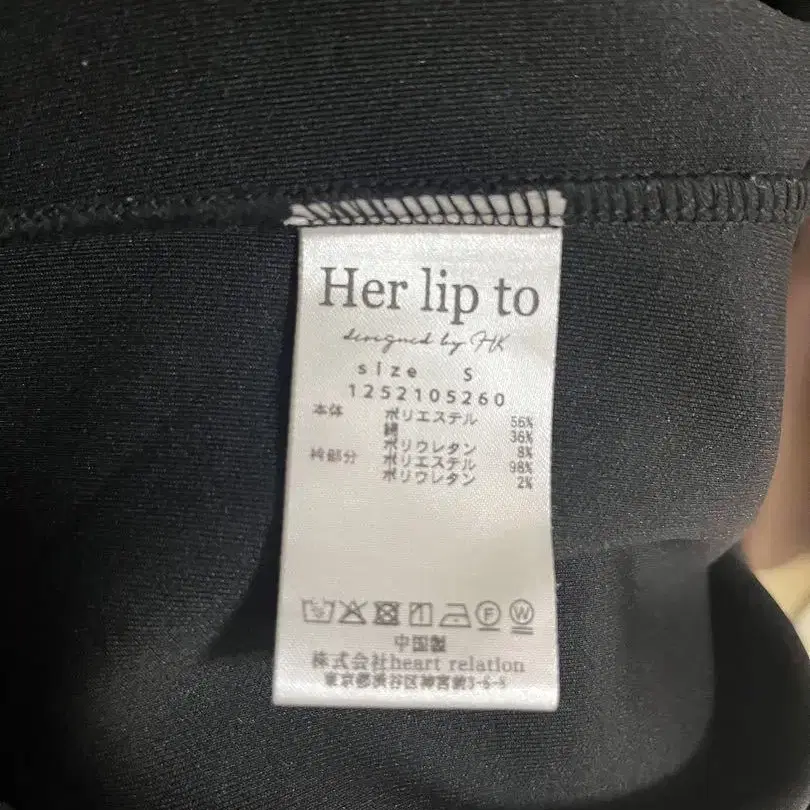 Her lip to
designed by HK
size S
1252105260
本体 ポリエステル 56%
綿 36%
ポリウレタン 8%
衿部分 ポリエステル 98%
ポリウレタン 2%
F W
中国製
株式会社heart relation
東京都渋谷区神宮前3-6-8